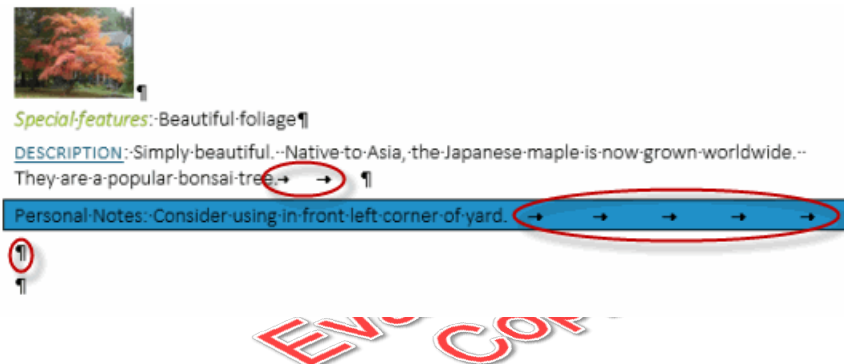 ¶
Special·features:·Beautiful·foliage¶
DESCRIPTION:·Simply·beautiful.··Native·to·Asia,·the·Japanese·maple·is·now·grown·worldwide.··
They·are·a·popular·bonsai·tree.→ → ¶
Personal·Notes:·Consider·using·in·front·left·corner·of·yard. → → → → →
¶
¶